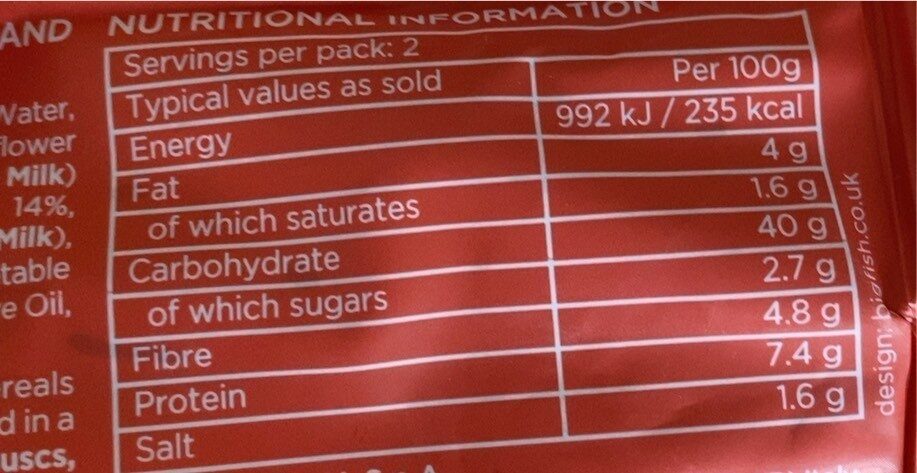 AND
NUTRITIONAL INFORMATION
Servings per pack: 2
Typical values as sold Per 100g
Energy 992 kJ / 235 kcal
Fat 4 g
of which saturates 1.6 g
Carbohydrate 40 g
of which sugars 2.7 g
Fibre 4.8 g
Protein 7.4 g
Salt 1.6 g
Water,
flower
Milk)
14%,
Milk),
table
e Oil,
reals
d in a
uscs,
design: bigfish.co.uk